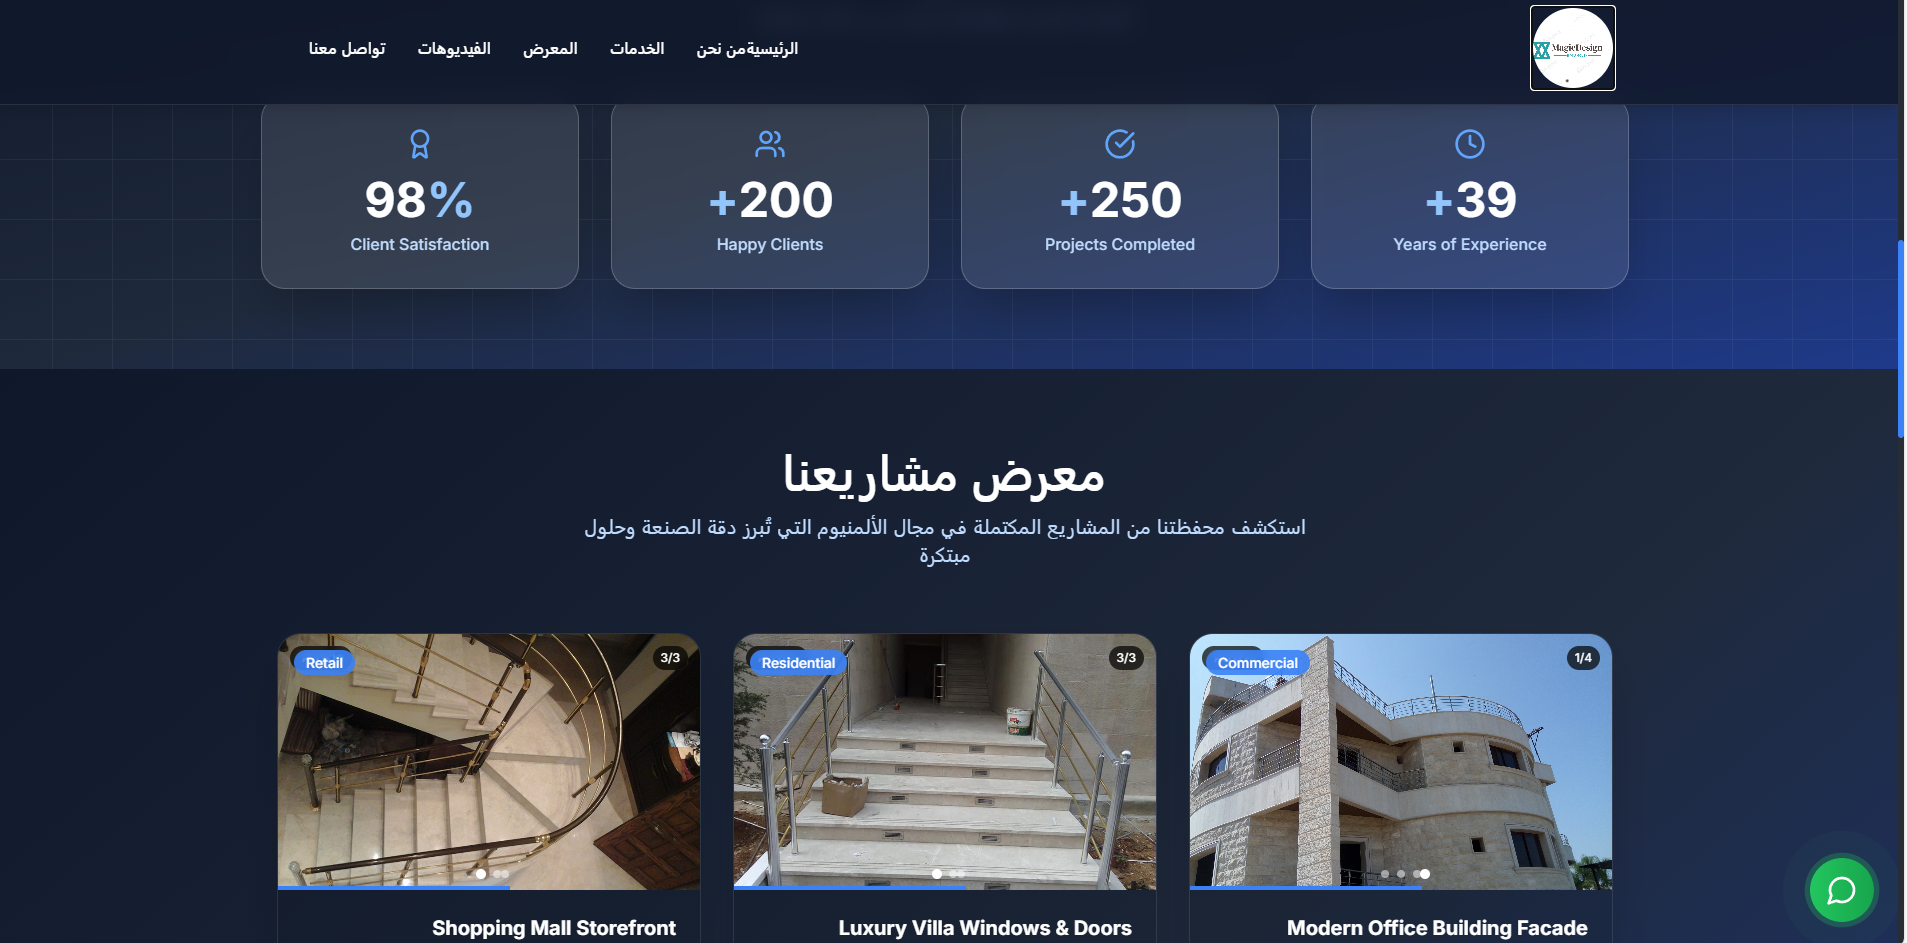 الرئيسية
من نحن
الخدمات
المعرض
الفيديوهات
تواصل معنا
MagicDesign
+39
Years of Experience
+250
Projects Completed
+200
Happy Clients
98%
Client Satisfaction
معرض مشاريعنا
استكشف محفظتنا من المشاريع المكتملة في مجال الألمنيوم التي تُبرز دقة الصنعة وحلول
مبتكرة
Commercial
1/4
Modern Office Building Facade
Residential
3/3
Luxury Villa Windows & Doors
Retail
3/3
Shopping Mall Storefront